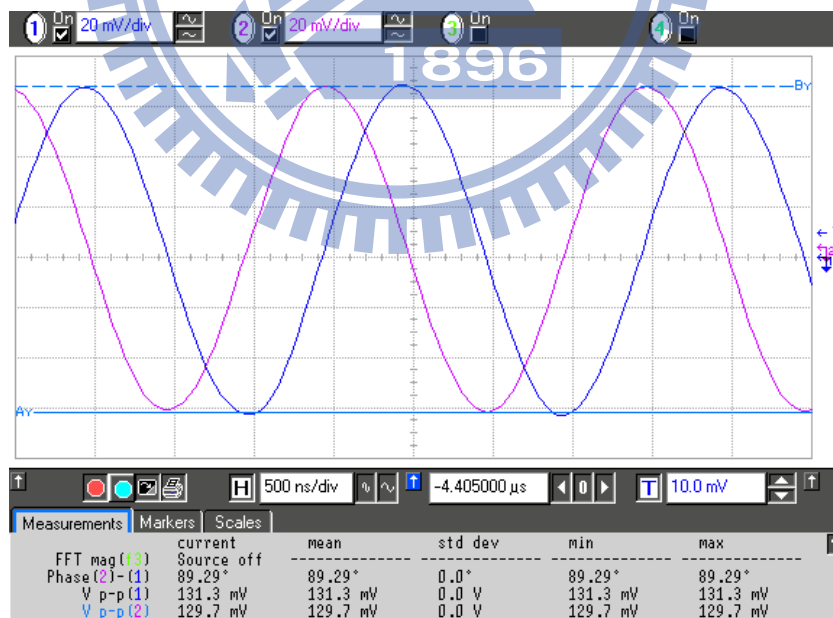 1 On 20 mV/div 2 On 20 mV/div 3 On 4 On
1896
By
Ay
H 500 ns/div -4.405000 µs 0 T 10.0 mV
Measurements Markers Scales
current mean std dev min max
FFT mag(f3) Source off
Phase(2)-(1) 89.29° 89.29° 0.0° 89.29° 89.29°
V p-p(1) 131.3 mV 131.3 mV 0.0 V 131.3 mV 131.3 mV
V p-p(2) 129.7 mV 129.7 mV 0.0 V 129.7 mV 129.7 mV